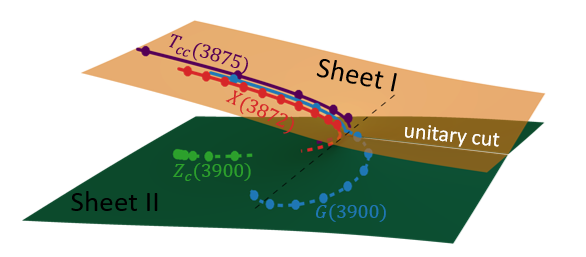 T_cc(3875)
Sheet I
X(3872)
unitary cut
Z_c(3900)
Sheet II
G(3900)